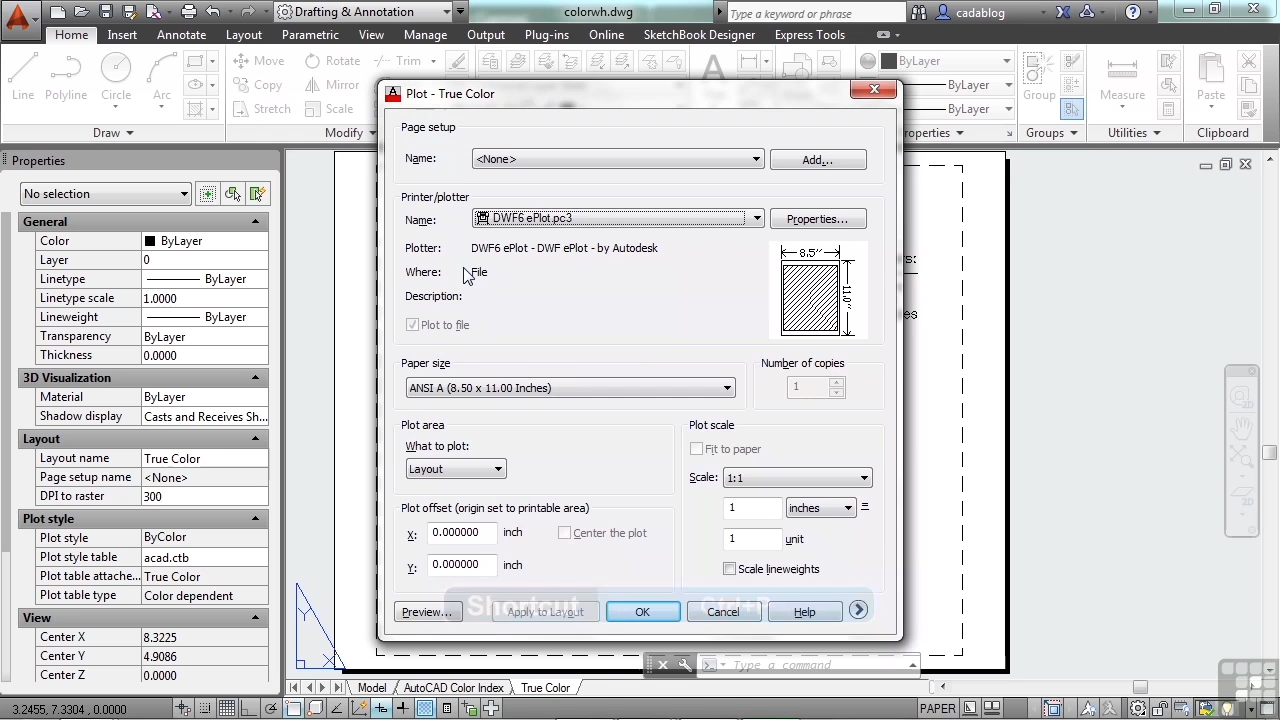 Drafting & Annotation colorwh.dwg Type a keyword or phrase cadablog
Home Insert Annotate Layout Parametric View Manage Output Plug-ins Online SketchBook Designer Express Tools
Line Polyline Circle Arc Move Rotate Trim
Copy Mirror
Stretch Scale
ByLayer
ByLayer
ByLayer
Group Measure Paste
Draw Modify roperties Groups Utilities Clipboard
Properties
No selection
General
Color ByLayer
Layer 0
Linetype ByLayer
Linetype scale 1.0000
Lineweight ByLayer
Transparency ByLayer
Thickness 0.0000
3D Visualization
Material ByLayer
Shadow display Casts and Receives Sh...
Layout
Layout name True Color
Page setup name <None>
DPI to raster 300
Plot style
Plot style ByColor
Plot style table acad.ctb
Plot table attache... True Color
Plot table type Color dependent
View
Center X 8.3225
Center Y 4.9086
Center Z 0.0000
Plot - True Color
Page setup
Name: <None> Add...
Printer/plotter
Name: DWF6 ePlot.pc3 Properties...
Plotter: DWF6 ePlot - DWF ePlot - by Autodesk
Where: File
Description:
Plot to file
8.5''
11.0''
Paper size
ANSI A (8.50 x 11.00 Inches)
Number of copies
1
Plot area
What to plot:
Layout
Plot scale
Fit to paper
Scale: 1:1
1 inches =
1 unit
Scale lineweights
Plot offset (origin set to printable area)
X: 0.000000 inch Center the plot
Y: 0.000000 inch
Shortcut
Preview... Apply to Layout OK Cancel Help
Y
X
2D
Type a command
Model AutoCAD Color Index True Color
3.2455, 7.3304, 0.0000 PAPER